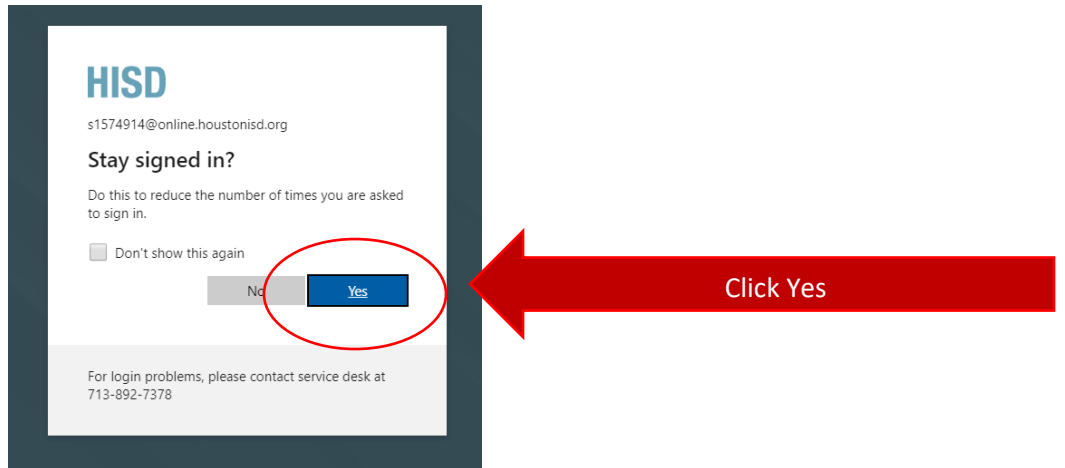 HISD
s1574914@online.houstonisd.org
Stay signed in?
Do this to reduce the number of times you are asked
to sign in.
Don't show this again
No
Yes
Click Yes
For login problems, please contact service desk at
713-892-7378